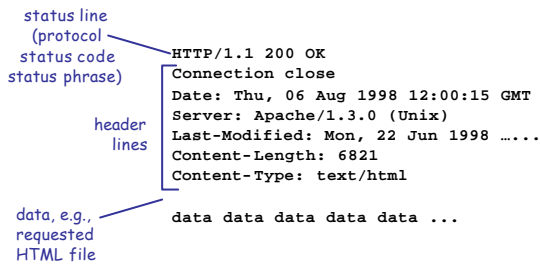 status line
(protocol
status code
status phrase)
HTTP/1.1 200 OK
Connection close
Date: Thu, 06 Aug 1998 12:00:15 GMT
Server: Apache/1.3.0 (Unix)
Last-Modified: Mon, 22 Jun 1998 …...
Content-Length: 6821
Content-Type: text/html
header
lines
data, e.g.,
requested
HTML file
data data data data data ...